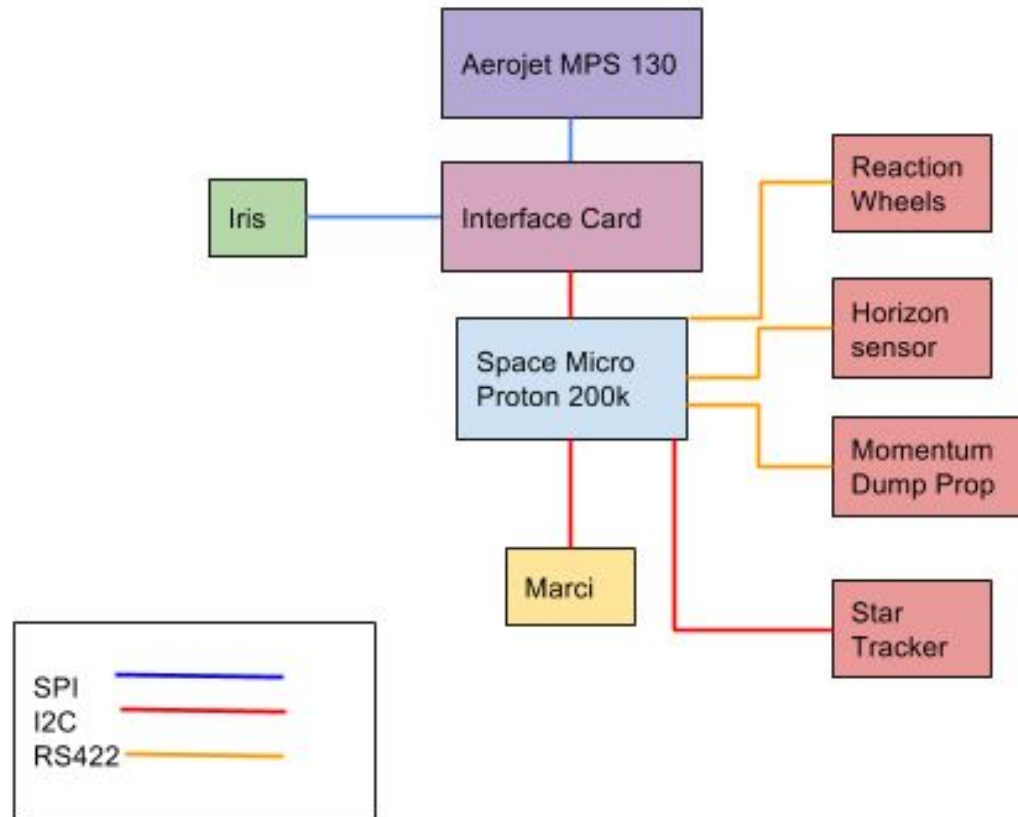 Aerojet MPS 130
Iris
Interface Card
Reaction
Wheels
Horizon
sensor
Space Micro
Proton 200k
Momentum
Dump Prop
Marci
Star
Tracker
SPI
I2C
RS422